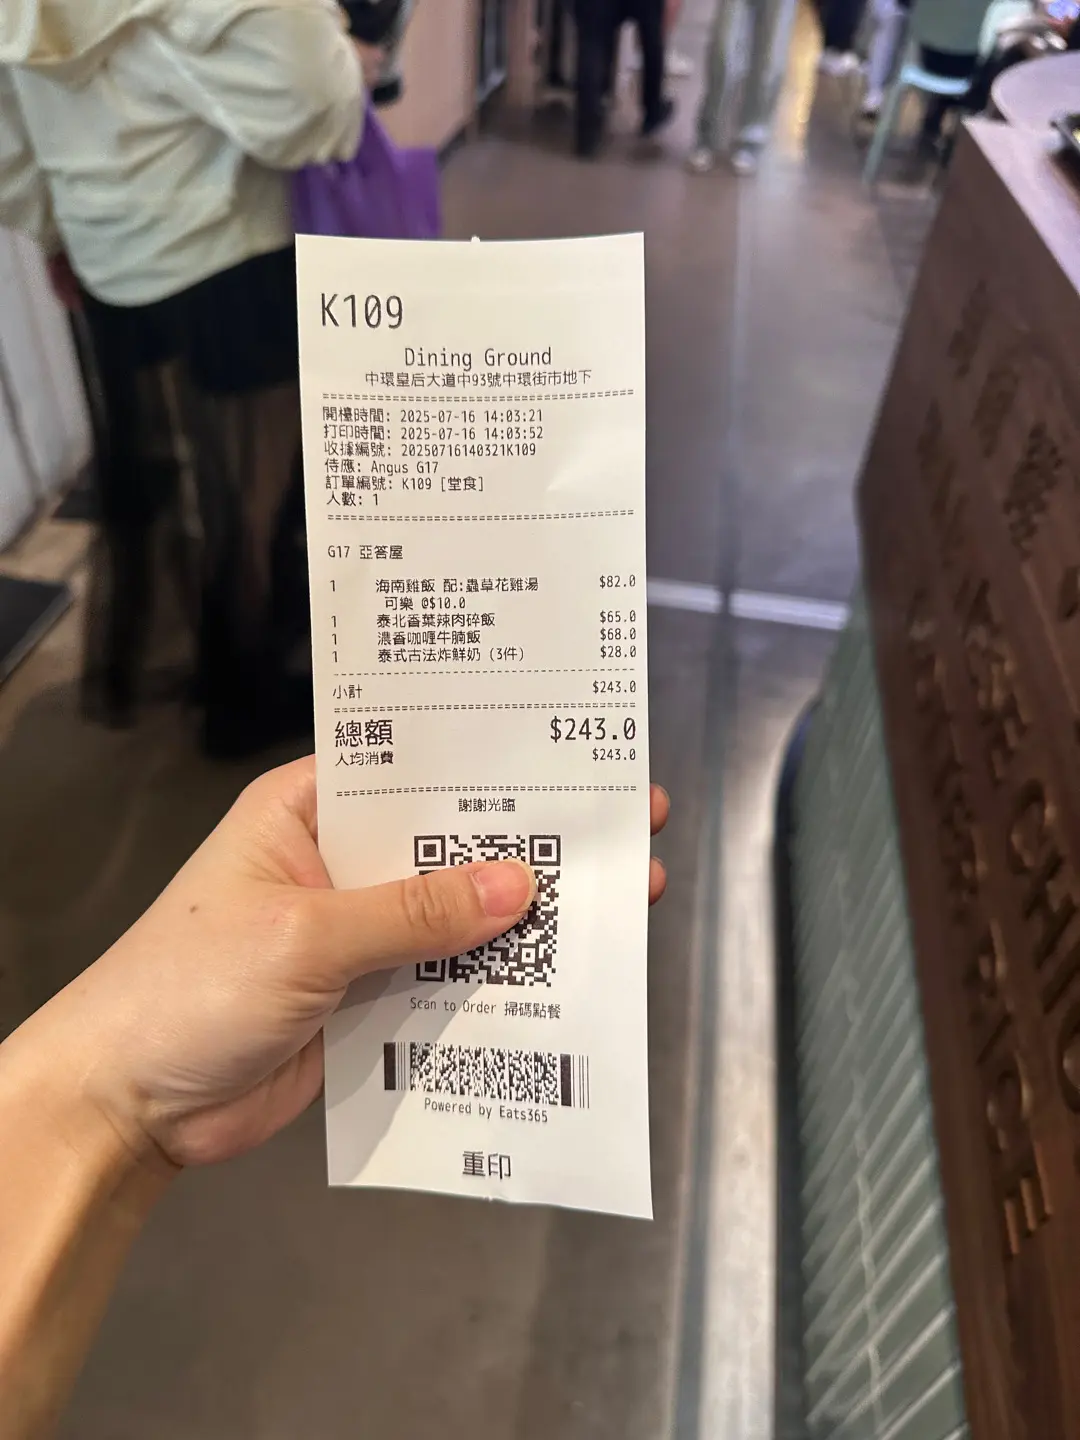 K109
Dining Ground
中環皇后大道中93號中環街市地下
開檯時間: 2025-07-16 14:03:21
打印時間: 2025-07-16 14:03:52
收據編號: 20250716140321K109
侍應: Angus G17
訂單編號: K109 [堂食]
人數: 1
G17 亞答屋
1 海南雞飯 配:蟲草花雞湯 $82.0
可樂 @$10.0
1 泰北香葉辣肉碎飯 $65.0
1 濃香咖喱牛腩飯 $68.0
1 泰式古法炸鮮奶 (3件) $28.0
小計 $243.0
總額 $243.0
人均消費 $243.0
謝謝光臨
Scan to Order 掃碼點餐
Powered by Eats365
重印